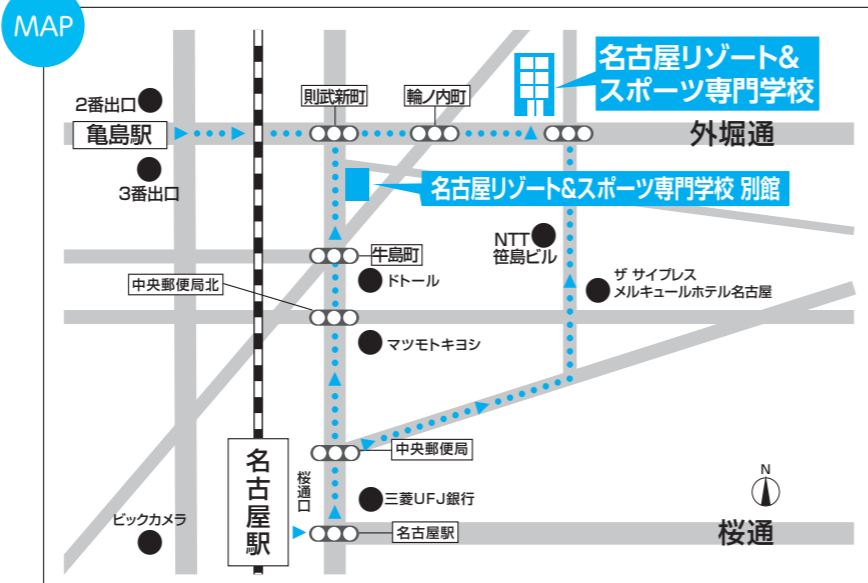 MAP
名古屋リゾート&
スポーツ専門学校
2番出口
則武新町
輪ノ内町
亀島駅
外堀通
3番出口
名古屋リゾート&スポーツ専門学校 別館
NTT
笹島ビル
牛島町
ドトール
中央郵便局北
ザ サイプレス
メルキュールホテル名古屋
マツモトキヨシ
中央郵便局
名古屋駅
桜通口
三菱UFJ銀行
N
ビックカメラ
名古屋駅
桜通